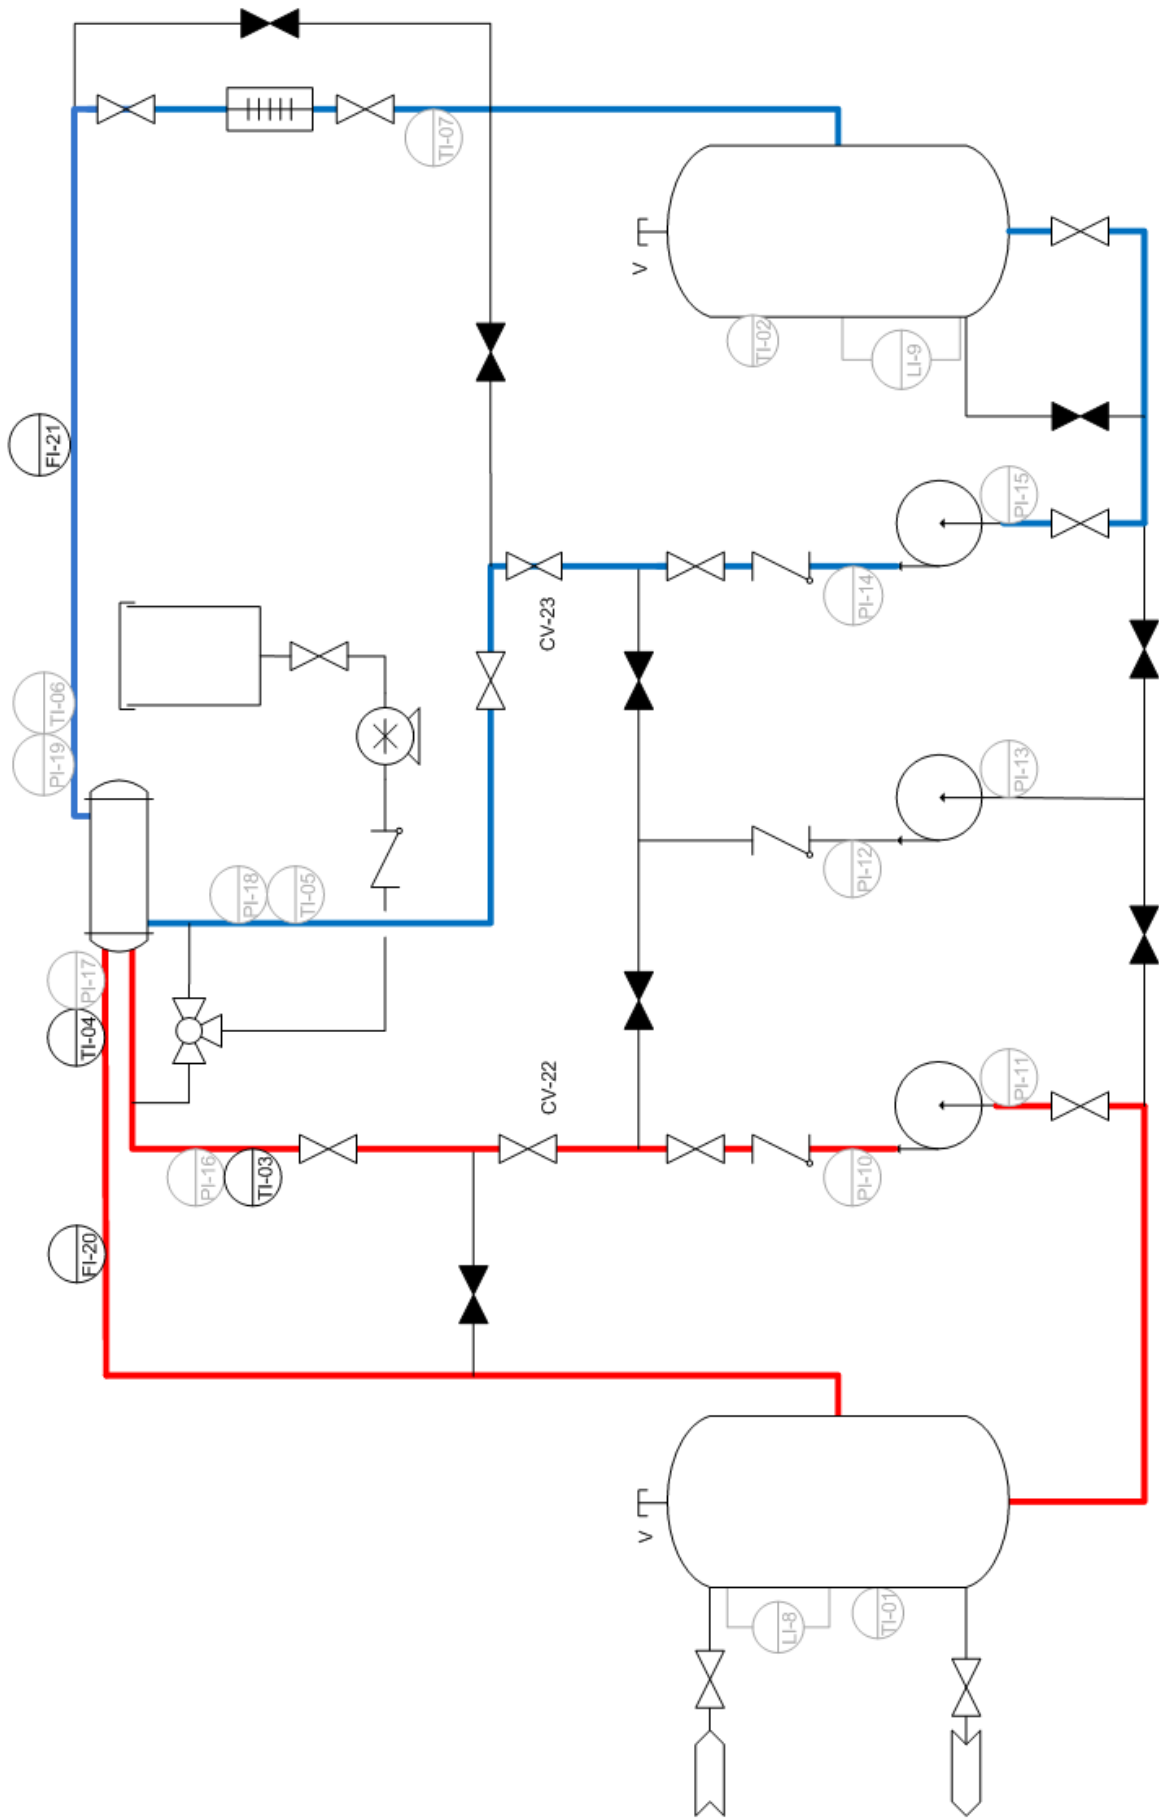 TI-07
V
TI-02
LI-9
FI-21
PI-15
PI-14
CV-23
TI-06
PI-19
PI-13
PI-12
PI-18
TI-05
PI-17
TI-04
PI-11
CV-22
PI-16
TI-03
PI-10
FI-20
V
LI-8
TI-01